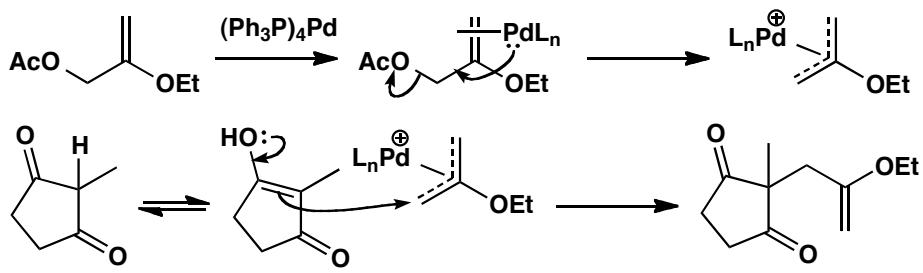 (Ph₃P)₄Pd
AcO OEt
AcO PdLₙ OEt
LₙPd ⊕ OEt
O H O
HO: O
LₙPd ⊕ OEt
O O OEt